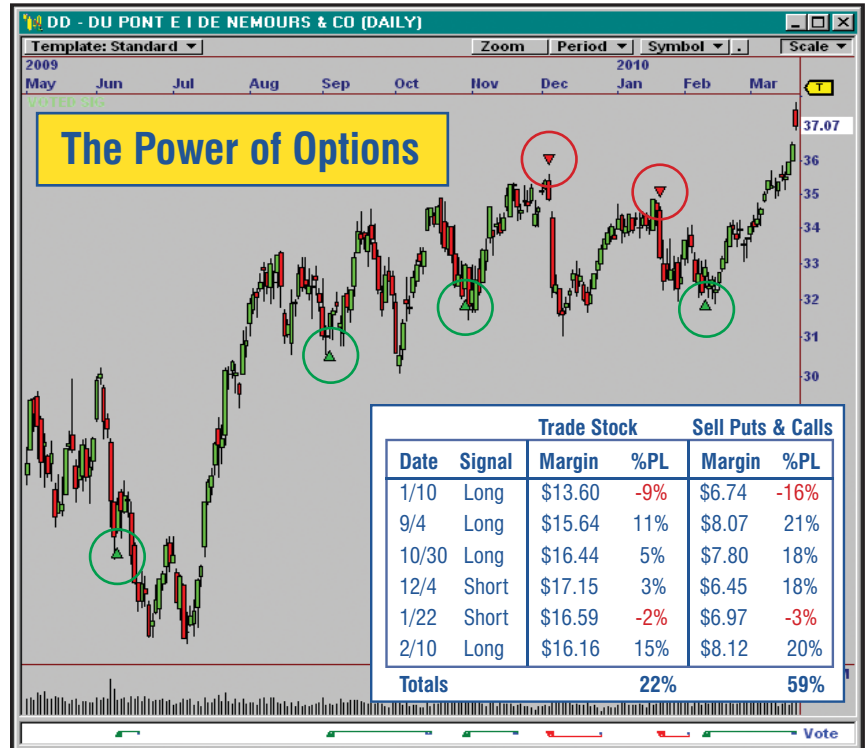 DD - DU PONT E I DE NEMOURS & CO (DAILY)
Template: Standard Zoom Period Symbol . Scale
2009 2010
May Jun Jul Aug Sep Oct Nov Dec Jan Feb Mar T
The Power of Options
37.07
36
35
34
33
32
31
30
Trade Stock Sell Puts & Calls
Date Signal Margin %PL Margin %PL
1/10 Long $13.60 -9% $6.74 -16%
9/4 Long $15.64 11% $8.07 21%
10/30 Long $16.44 5% $7.80 18%
12/4 Short $17.15 3% $6.45 18%
1/22 Short $16.59 -2% $6.97 -3%
2/10 Long $16.16 15% $8.12 20%
Totals 22% 59%
Vote